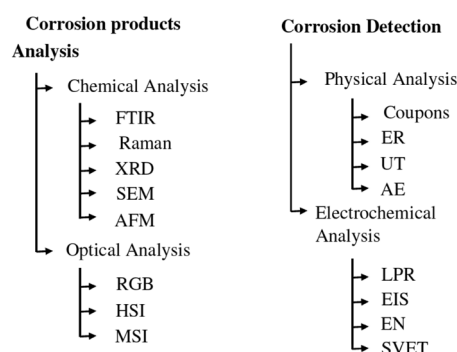 Corrosion products
Analysis
Chemical Analysis
FTIR
Raman
XRD
SEM
AFM
Optical Analysis
RGB
HSI
MSI
Corrosion Detection
Physical Analysis
Coupons
ER
UT
AE
Electrochemical
Analysis
LPR
EIS
EN
SVET